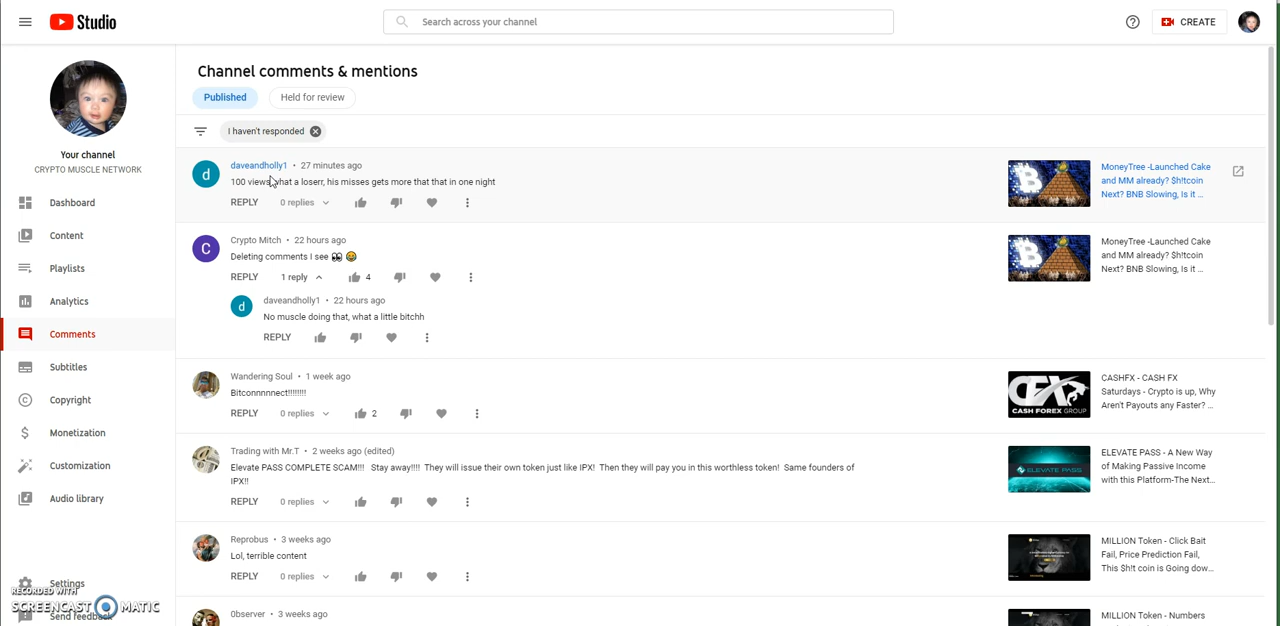 Studio
Search across your channel
CREATE
Your channel
CRYPTO MUSCLE NETWORK
Dashboard
Content
Playlists
Analytics
Comments
Subtitles
Copyright
Monetization
Customization
Audio library
Settings
Send feedback
RECORDED WITH
SCREENCAST MATIC
Channel comments & mentions
Published
Held for review
I haven't responded
d
daveandholly1 • 27 minutes ago
100 views what a loserr, his misses gets more that that in one night
REPLY 0 replies
MoneyTree -Launched Cake
and MM already? $h!tcoin
Next? BNB Slowing, Is it ...
C
Crypto Mitch • 22 hours ago
Deleting comments I see 👀 😅
REPLY 1 reply 4
MoneyTree -Launched Cake
and MM already? $h!tcoin
Next? BNB Slowing, Is it ...
d
daveandholly1 • 22 hours ago
No muscle doing that, what a little bitchh
REPLY
Wandering Soul • 1 week ago
Bitconnnnnect!!!!!!!!
REPLY 0 replies 2
CFX
CASH FOREX GROUP
CASHFX - CASH FX
Saturdays - Crypto is up, Why
Aren't Payouts any Faster? ...
Trading with Mr.T • 2 weeks ago (edited)
Elevate PASS COMPLETE SCAM!!! Stay away!!!! They will issue their own token just like IPX! Then they will pay you in this worthless token! Same founders of
IPX!!
REPLY 0 replies
ELEVATE PASS
ELEVATE PASS - A New Way
of Making Passive Income
with this Platform-The Next...
Reprobus • 3 weeks ago
Lol, terrible content
REPLY 0 replies
MILLION Token - Click Bait
Fail, Price Prediction Fail,
This $h!t coin is Going dow...
0bserver • 3 weeks ago
MILLION Token - Numbers